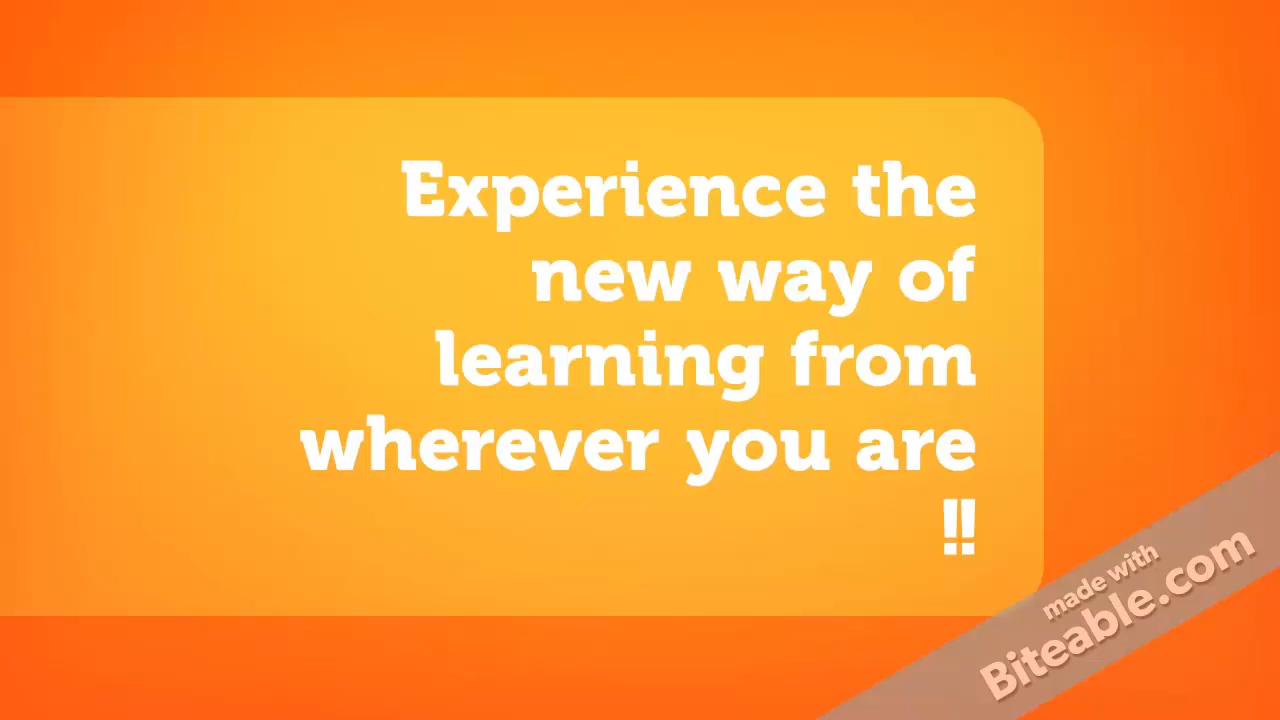 Experience the
new way of
learning from
wherever you are
!!
made with
Biteable.com